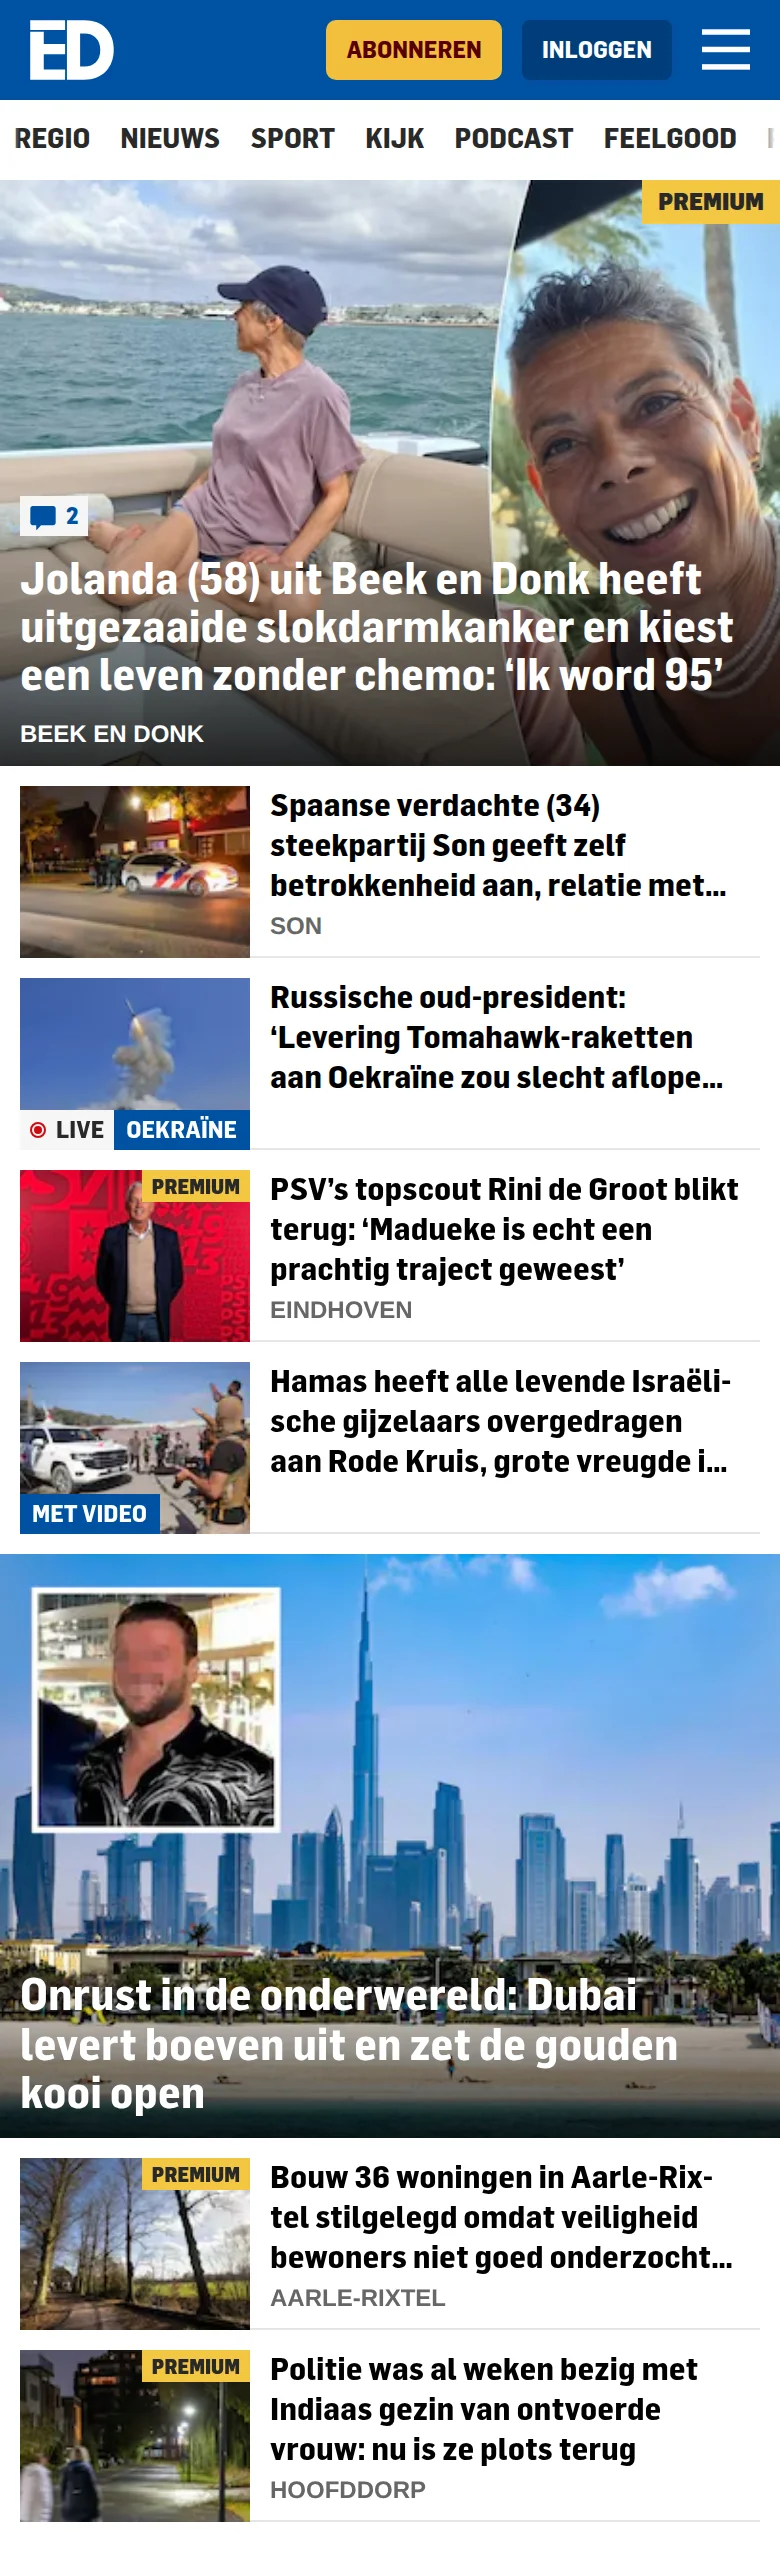 ED
ABONNEREN
INLOGGEN
REGIO NIEUWS SPORT KIJK PODCAST FEELGOOD
PREMIUM
2
Jolanda (58) uit Beek en Donk heeft
uitgezaaide slokdarmkanker en kiest
een leven zonder chemo: ‘Ik word 95’
BEEK EN DONK
Spaanse verdachte (34)
steekpartij Son geeft zelf
betrokkenheid aan, relatie met...
SON
Russische oud-president:
‘Levering Tomahawk-raketten
aan Oekraïne zou slecht aflope...
LIVE OEKRAÏNE
PREMIUM
PSV’s topscout Rini de Groot blikt
terug: ‘Madueke is echt een
prachtig traject geweest’
EINDHOVEN
Hamas heeft alle levende Israëli-
sche gijzelaars overgedragen
aan Rode Kruis, grote vreugde i...
MET VIDEO
Onrust in de onderwereld: Dubai
levert boeven uit en zet de gouden
kooi open
PREMIUM
Bouw 36 woningen in Aarle-Rix-
tel stilgelegd omdat veiligheid
bewoners niet goed onderzocht...
AARLE-RIXTEL
PREMIUM
Politie was al weken bezig met
Indiaas gezin van ontvoerde
vrouw: nu is ze plots terug
HOOFDDORP